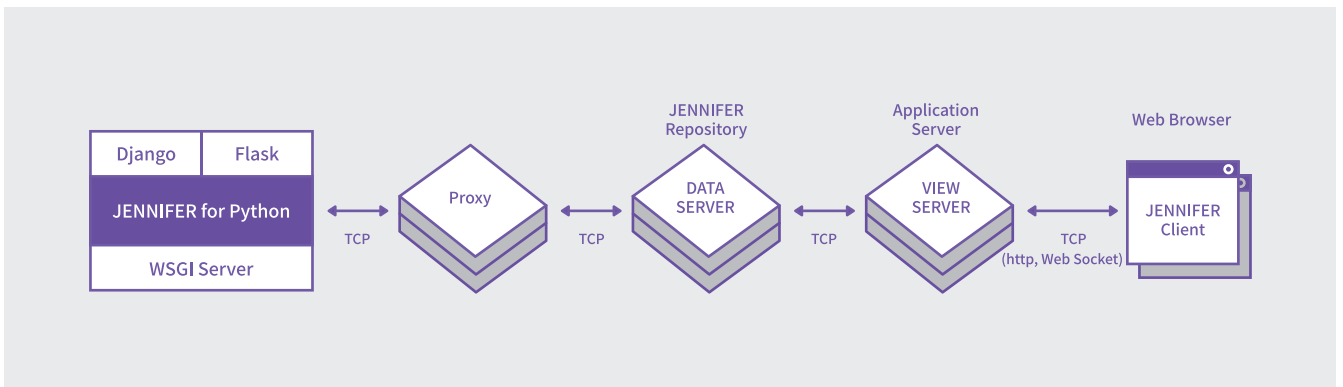 Django
Flask
JENNIFER for Python
WSGI Server
TCP
Proxy
TCP
JENNIFER
Repository
DATA
SERVER
TCP
Application
Server
VIEW
SERVER
TCP
(http, Web Socket)
Web Browser
JENNIFER
Client